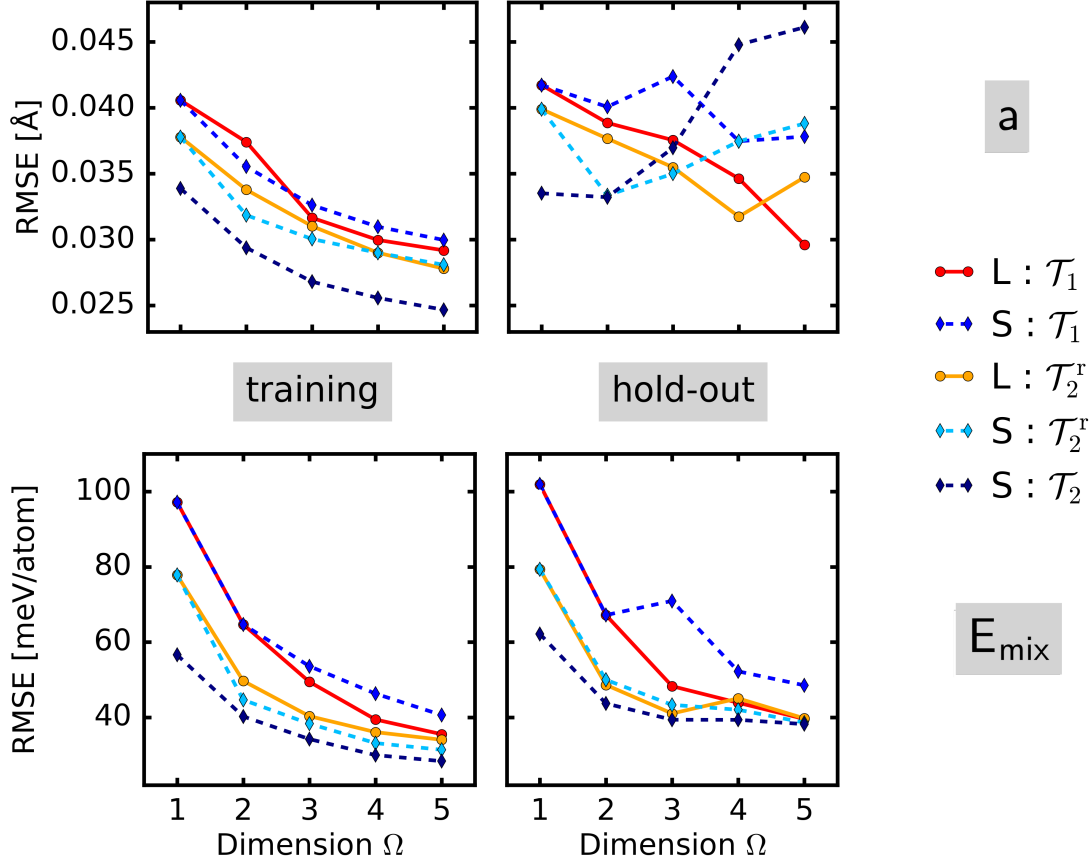 0.045
0.040
0.035
0.030
0.025
RMSE [Å]
a
training
hold-out
L : 𝒯₁
S : 𝒯₁
L : 𝒯₂ʳ
S : 𝒯₂ʳ
S : 𝒯₂
100
80
60
40
RMSE [meV/atom]
E_mix
1 2 3 4 5
1 2 3 4 5
Dimension Ω
Dimension Ω